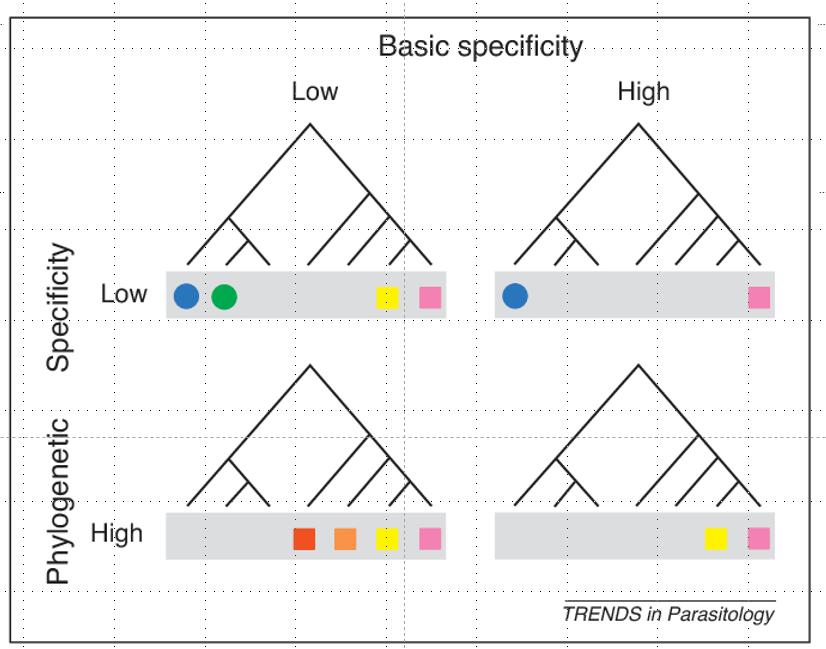 Basic specificity
Low
High
Phylogenetic Specificity
Low
High
TRENDS in Parasitology